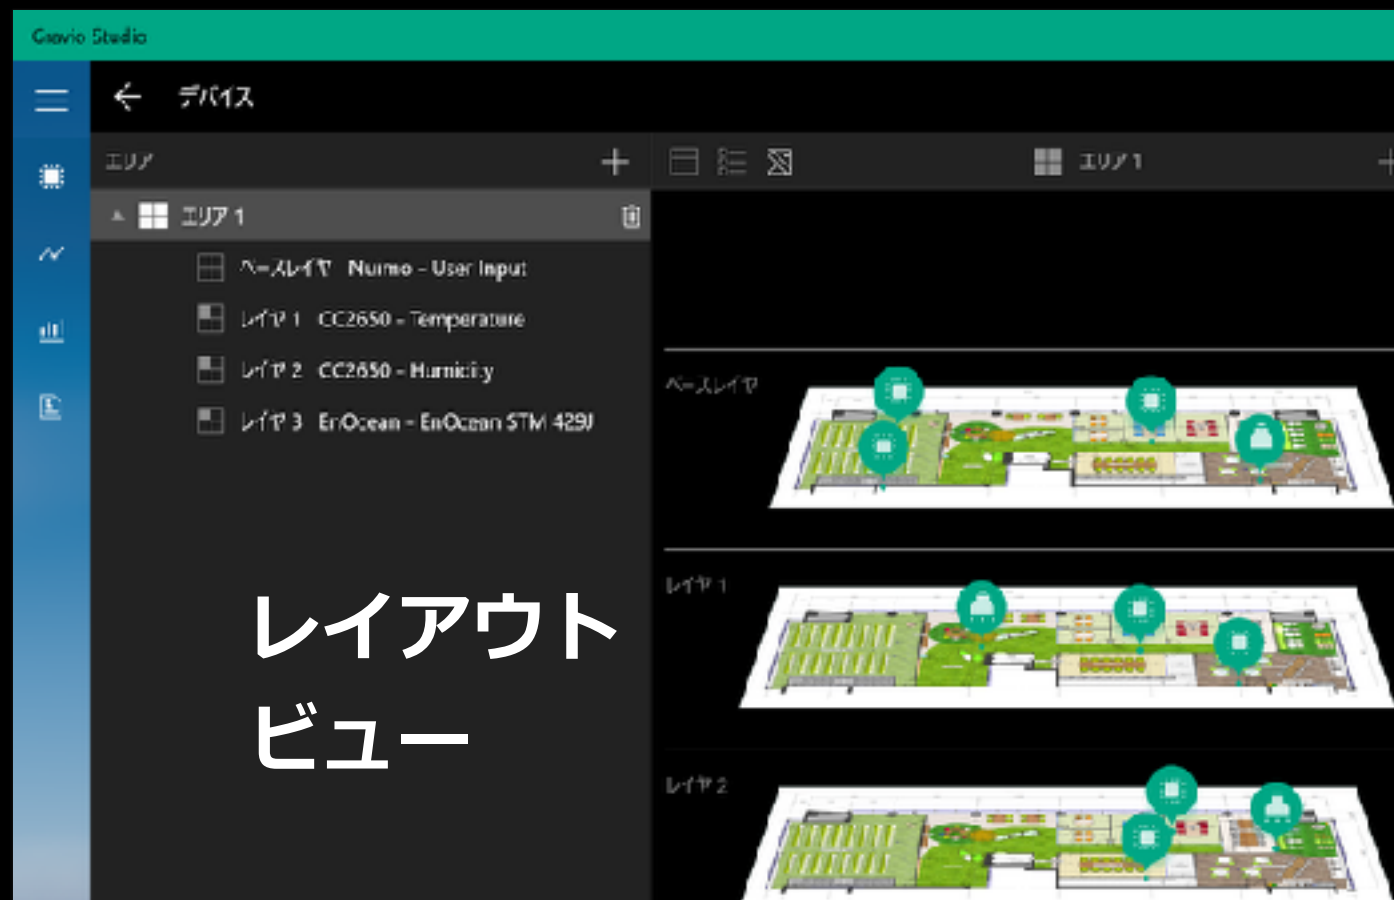 Gravio Studio
デバイス
エリア
エリア 1
エリア 1
ベースレイヤ Nuimo - User Input
レイヤ 1 CC2650 - Temperature
レイヤ 2 CC2650 - Humidity
レイヤ 3 EnOcean - EnOcean STM 429J
ベースレイヤ
レイヤ 1
レイヤ 2
レイアウト
ビュー